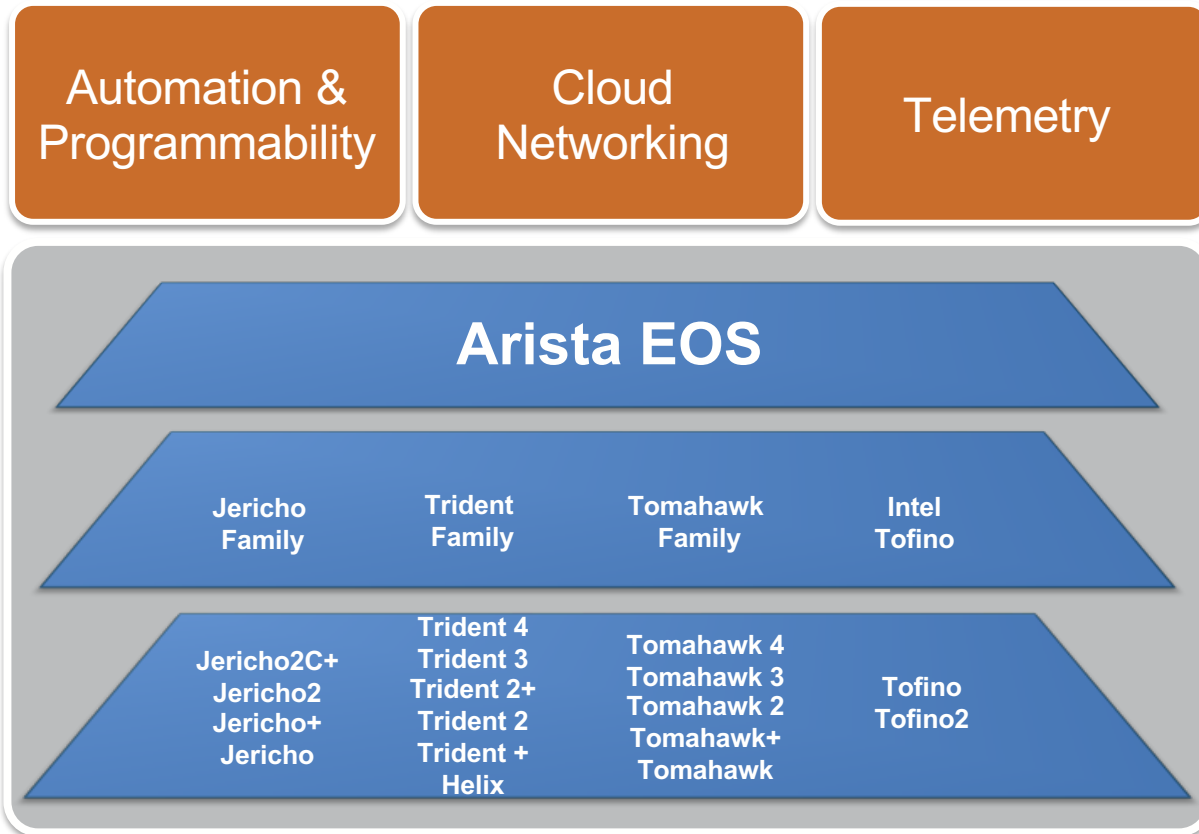 Automation &
Programmability
Cloud
Networking
Telemetry
Arista EOS
Jericho
Family
Trident
Family
Tomahawk
Family
Intel
Tofino
Jericho2C+
Jericho2
Jericho+
Jericho
Trident 4
Trident 3
Trident 2+
Trident 2
Trident +
Helix
Tomahawk 4
Tomahawk 3
Tomahawk 2
Tomahawk+
Tomahawk
Tofino
Tofino2